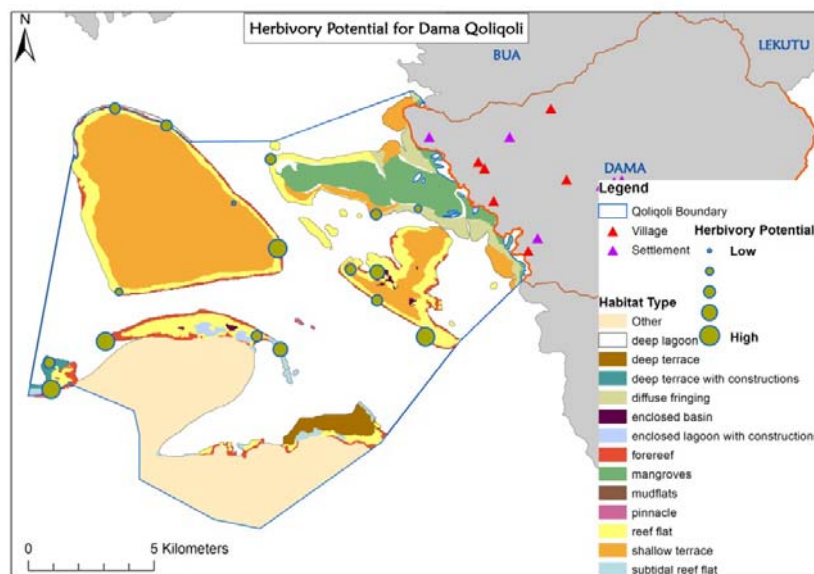 Herbivory Potential for Dama Qoliqoli
N
BUA
LEKUTU
DAMA
Legend
Qoliqoli Boundary
Village
Settlement
Herbivory Potential
Low
High
Habitat Type
Other
deep lagoon
deep terrace
deep terrace with constructions
diffuse fringing
enclosed basin
enclosed lagoon with construction
forereef
mangroves
mudflats
pinnacle
reef flat
shallow terrace
subtidal reef flat
0 5 Kilometers